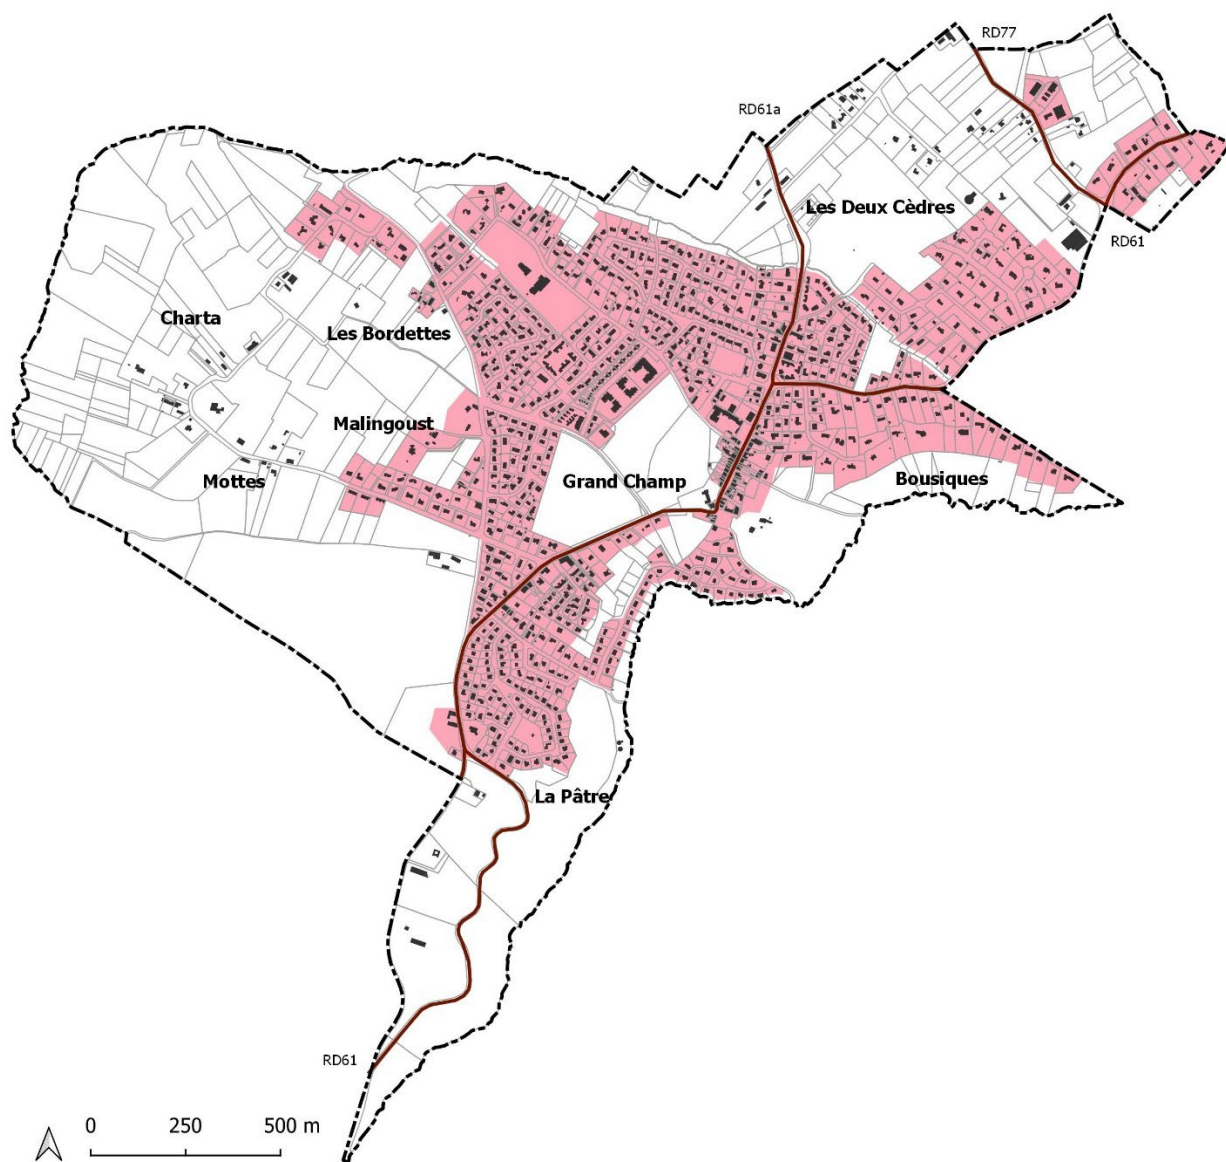 RD77
RD61a
Les Deux Cèdres
RD61
Charta
Les Bordettes
Malingoust
Mottes
Grand Champ
Bousiques
La Pâtre
RD61
0 250 500 m